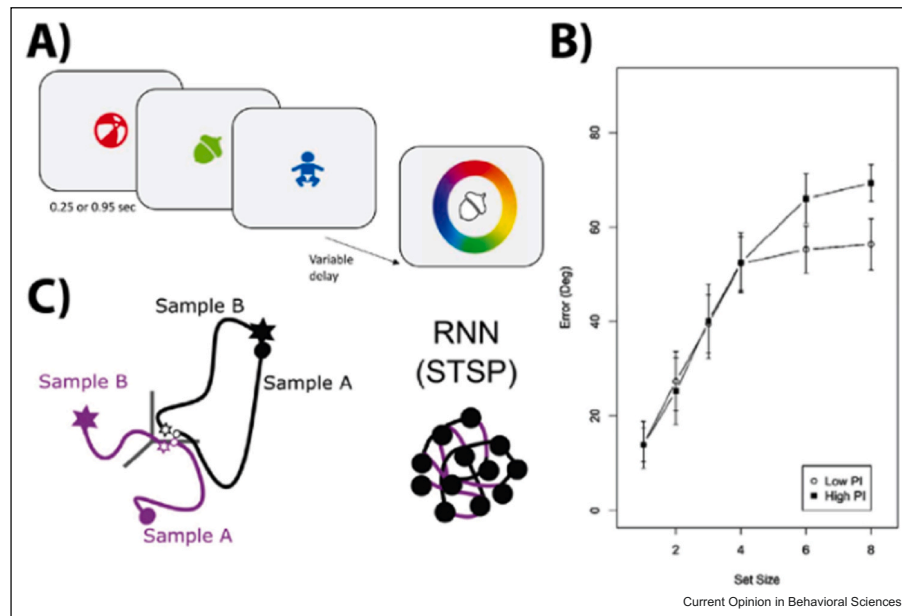 A)
0.25 or 0.95 sec
Variable
delay
B)
80
60
40
20
0
Error (Deg)
Low PI
High PI
2
4
6
8
Set Size
C)
Sample B
Sample A
Sample B
Sample A
RNN
(STSP)
Current Opinion in Behavioral Sciences